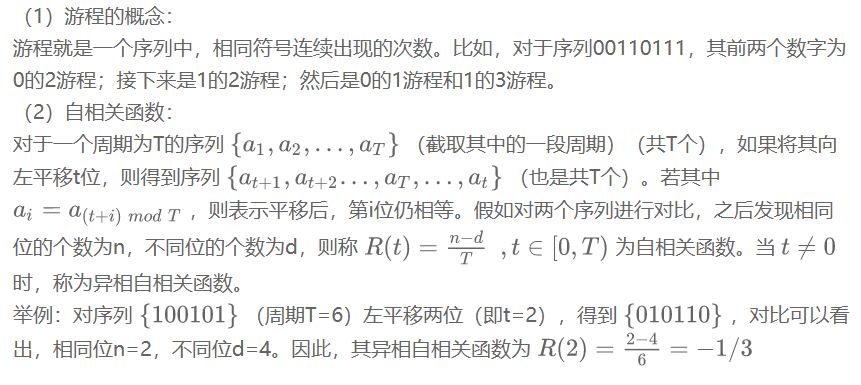 （1）游程的概念：
游程就是一个序列中，相同符号连续出现的次数。比如，对于序列00110111，其前两个数字为
0的2游程；接下来是1的2游程；然后是0的1游程和1的3游程。
（2）自相关函数：
对于一个周期为T的序列 {a₁, a₂, . . . , a_T} （截取其中的一段周期）（共T个），如果将其向
左平移t位，则得到序列 {a_{t+1}, a_{t+2} . . . , a_T, . . . , a_t} （也是共T个）。若其中
a_i = a_{(t+i) mod T} ，则表示平移后，第i位仍相等。假如对两个序列进行对比，之后发现相同
位的个数为n，不同位的个数为d，则称 R(t) = \frac{n-d}{T} , t ∈ [0, T) 为自相关函数。当 t ≠ 0
时，称为异相自相关函数。
举例：对序列 {100101} （周期T=6）左平移两位（即t=2），得到 {010110} ，对比可以看
出，相同位n=2，不同位d=4。因此，其异相自相关函数为 R(2) = \frac{2-4}{6} = -1/3